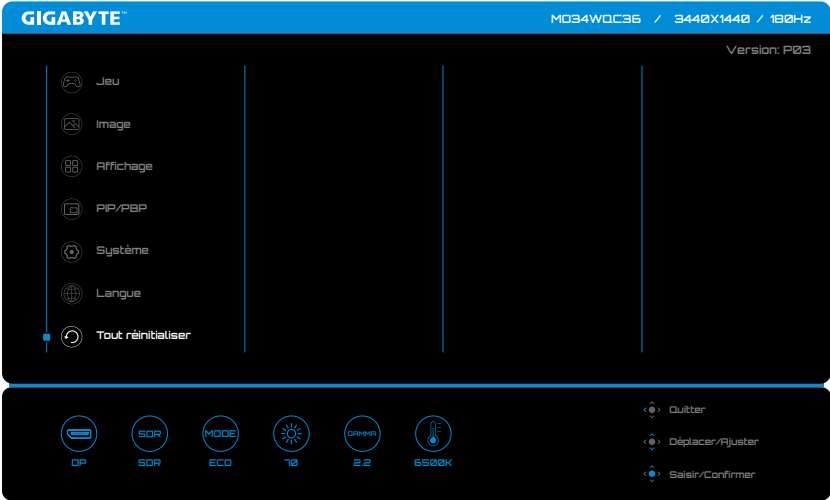 GIGABYTE™
MO34WQC36 / 3440X1440 / 180Hz
Version: P03
Jeu
Image
Affichage
PIP/PBP
Système
Langue
Tout réinitialiser
Quitter
SDR MODE GAMMA
Déplacer/Ajuster
DP SDR ECO 70 2.2 6500K
Saisir/Confirmer